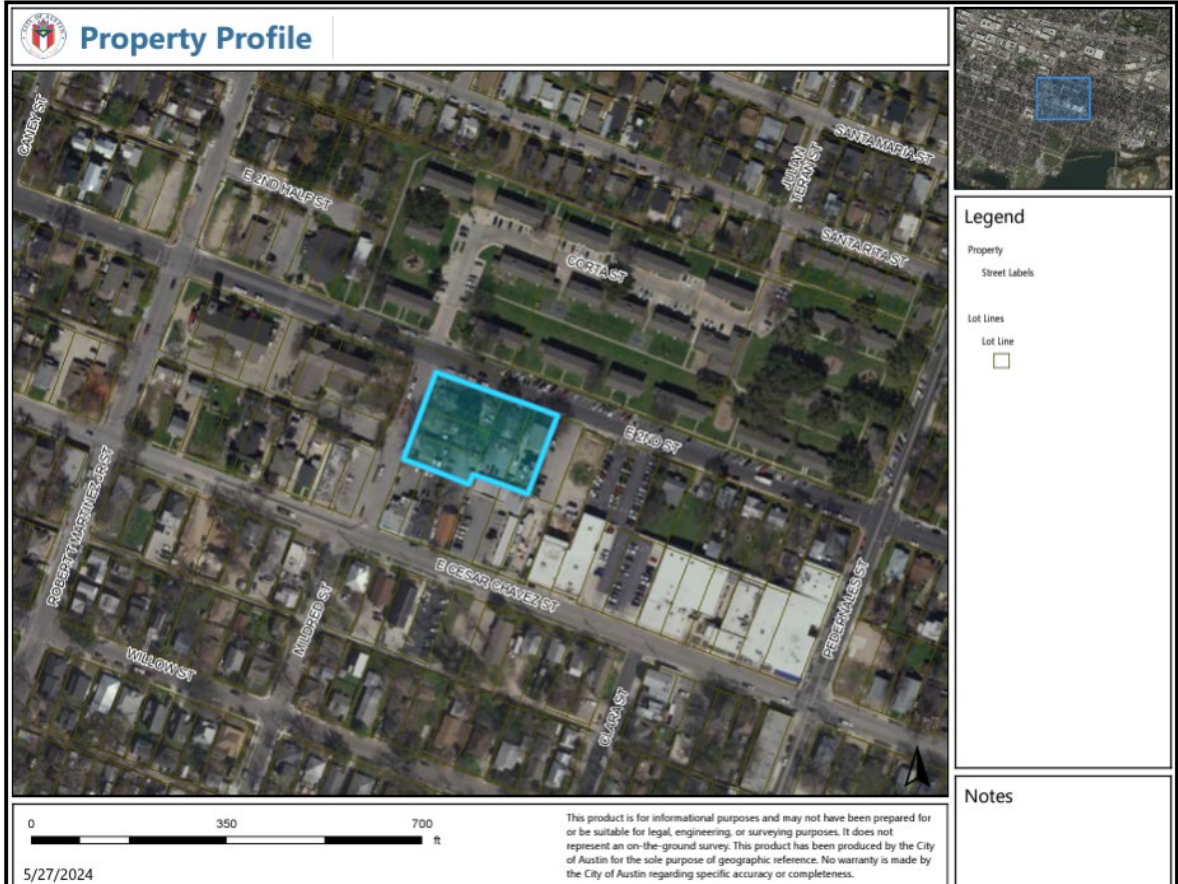 Property Profile
CANEY ST
E 2ND HALF ST
SANTA MARIA ST
JULIAN
TERAN ST
SANTA RITA ST
CORTA ST
E 2ND ST
ROBERT T MARTINEZ JR ST
E CESAR CHAVEZ ST
MILDRED ST
PEDERNALES ST
WILLOW ST
CLARA ST
Legend
Property
Street Labels
Lot Lines
Lot Line
Notes
0 350 700
ft
5/27/2024
This product is for informational purposes and may not have been prepared for
or be suitable for legal, engineering, or surveying purposes. It does not
represent an on-the-ground survey. This product has been produced by the City
of Austin for the sole purpose of geographic reference. No warranty is made by
the City of Austin regarding specific accuracy or completeness.